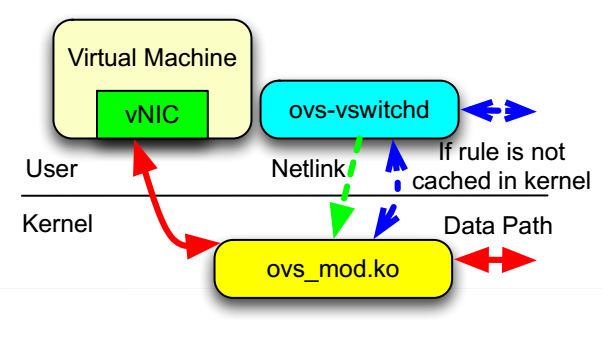 Virtual Machine
vNIC
ovs-vswitchd
User
Netlink
If rule is not
cached in kernel
Kernel
Data Path
ovs_mod.ko